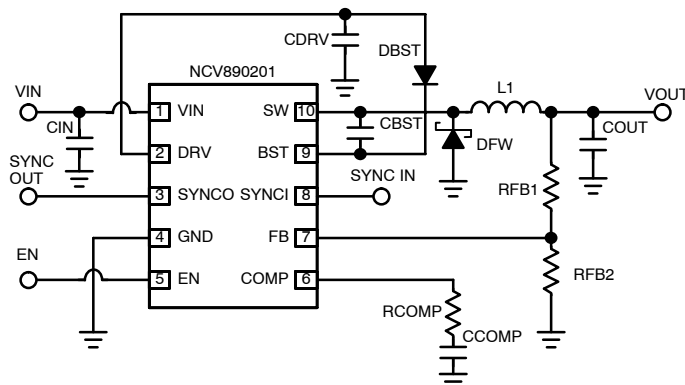 CDRV
DBST
NCV890201
VIN
L1
VOUT
1
VIN
SW
10
CIN
CBST
COUT
2
DRV
BST
9
DFW
SYNC
OUT
SYNC IN
3
SYNCO
SYNCI
8
RFB1
4
GND
FB
7
EN
5
EN
COMP
6
RFB2
RCOMP
CCOMP